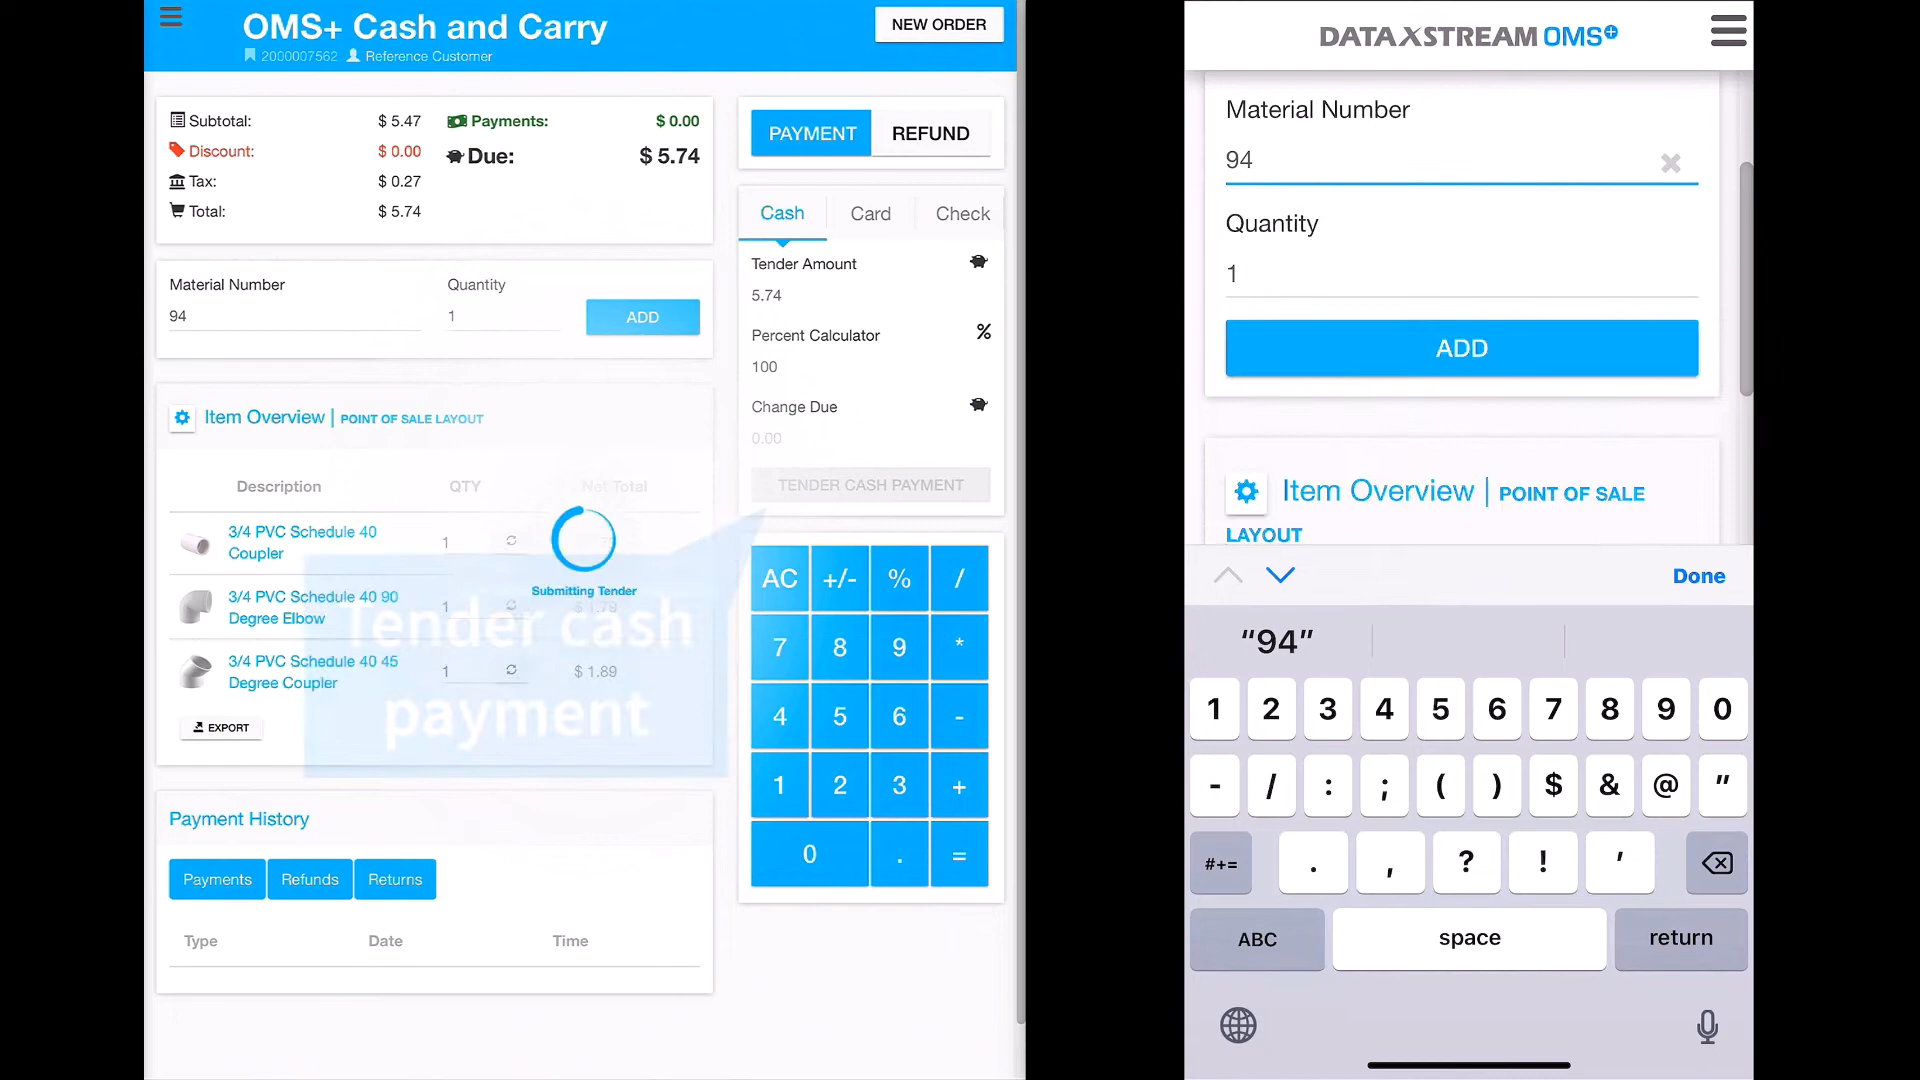 OMS+ Cash and Carry
NEW ORDER
2000007562 Reference Customer
Subtotal: $ 5.47
Discount: $ 0.00
Tax: $ 0.27
Total: $ 5.74
Payments: $ 0.00
Due: $ 5.74
PAYMENT REFUND
Material Number Quantity
94 1 ADD
Cash Card Check
Tender Amount
5.74
Percent Calculator %
100
Change Due
0.00
TENDER CASH PAYMENT
Item Overview | POINT OF SALE LAYOUT
Description QTY Net Total
3/4 PVC Schedule 40
Coupler
1
3/4 PVC Schedule 40 90
Degree Elbow
1 $ 1.79
3/4 PVC Schedule 40 45
Degree Coupler
1 $ 1.89
EXPORT
Submitting Tender
Tender cash
payment
AC +/- % /
7 8 9 *
4 5 6 -
1 2 3 +
0 . =
Payment History
Payments Refunds Returns
Type Date Time
DATAXSTREAM OMS+
Material Number
94
Quantity
1
ADD
Item Overview | POINT OF SALE
LAYOUT
Done
“94”
1 2 3 4 5 6 7 8 9 0
- / : ; ( ) $ & @ "
#+= . , ? ! ’
ABC space return